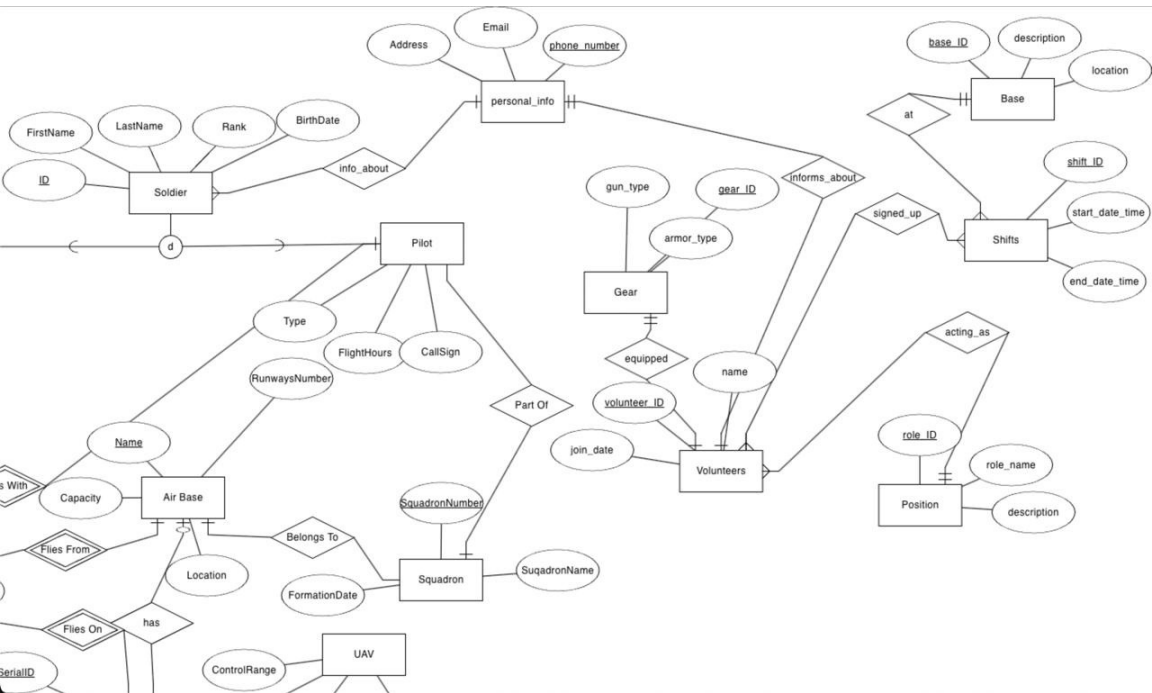 Email
Address
phone_number
base_ID
description
location
personal_info
Base
at
FirstName
LastName
Rank
BirthDate
info_about
ID
Soldier
shift_ID
gun_type
gear_ID
informs_about
signed_up
start_date_time
armor_type
Shifts
d
Pilot
Gear
end_date_time
Type
FlightHours
CallSign
equipped
acting_as
RunwaysNumber
name
volunteer_ID
Part Of
Name
join_date
Volunteers
role_ID
role_name
s With
Capacity
Air Base
SquadronNumber
Position
description
Flies From
Belongs To
Location
Squadron
SuqadronName
FormationDate
Flies On
has
UAV
ControlRange
SerialID